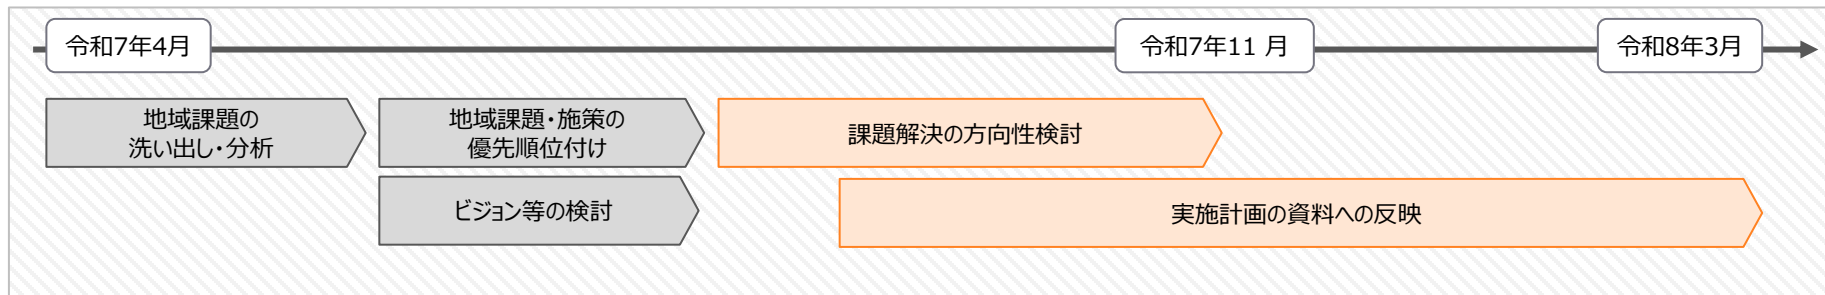 令和7年4月
令和7年11 月
令和8年3月
地域課題の
洗い出し・分析
地域課題・施策の
優先順位付け
課題解決の方向性検討
ビジョン等の検討
実施計画の資料への反映